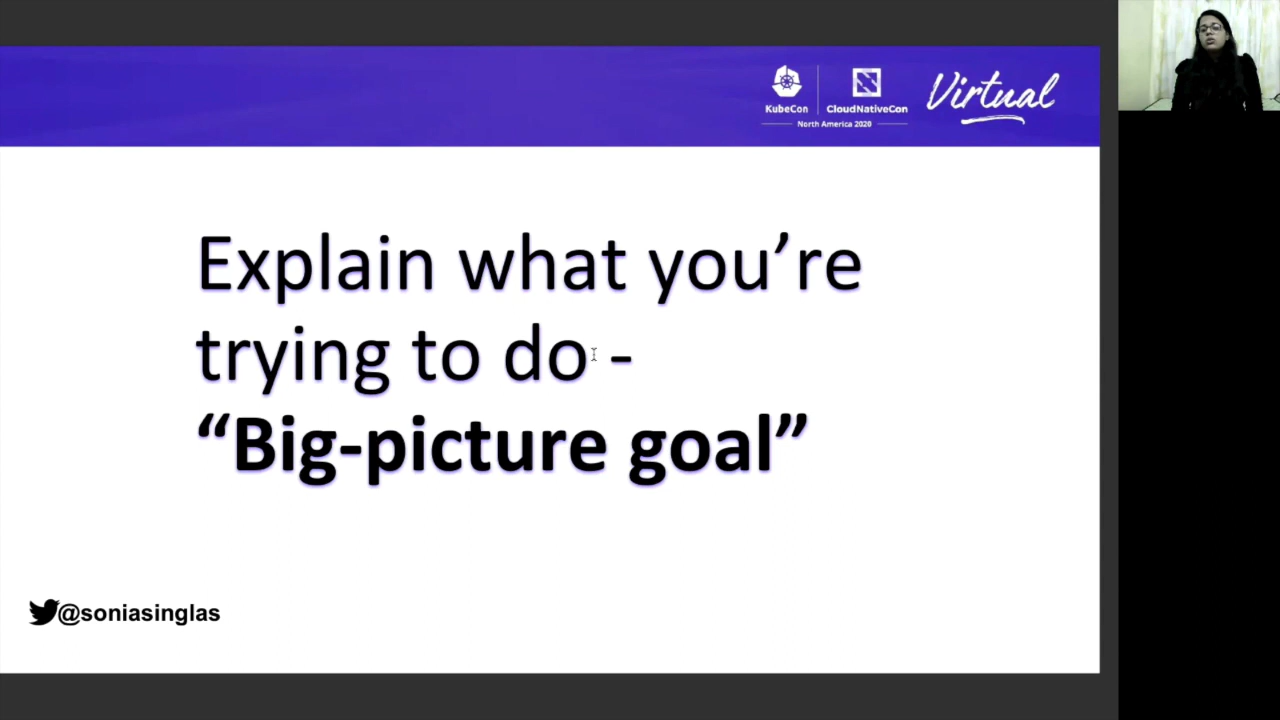 KubeCon
CloudNativeCon
North America 2020
Virtual
Explain what you’re
trying to do -
“Big-picture goal”
@soniasinglas